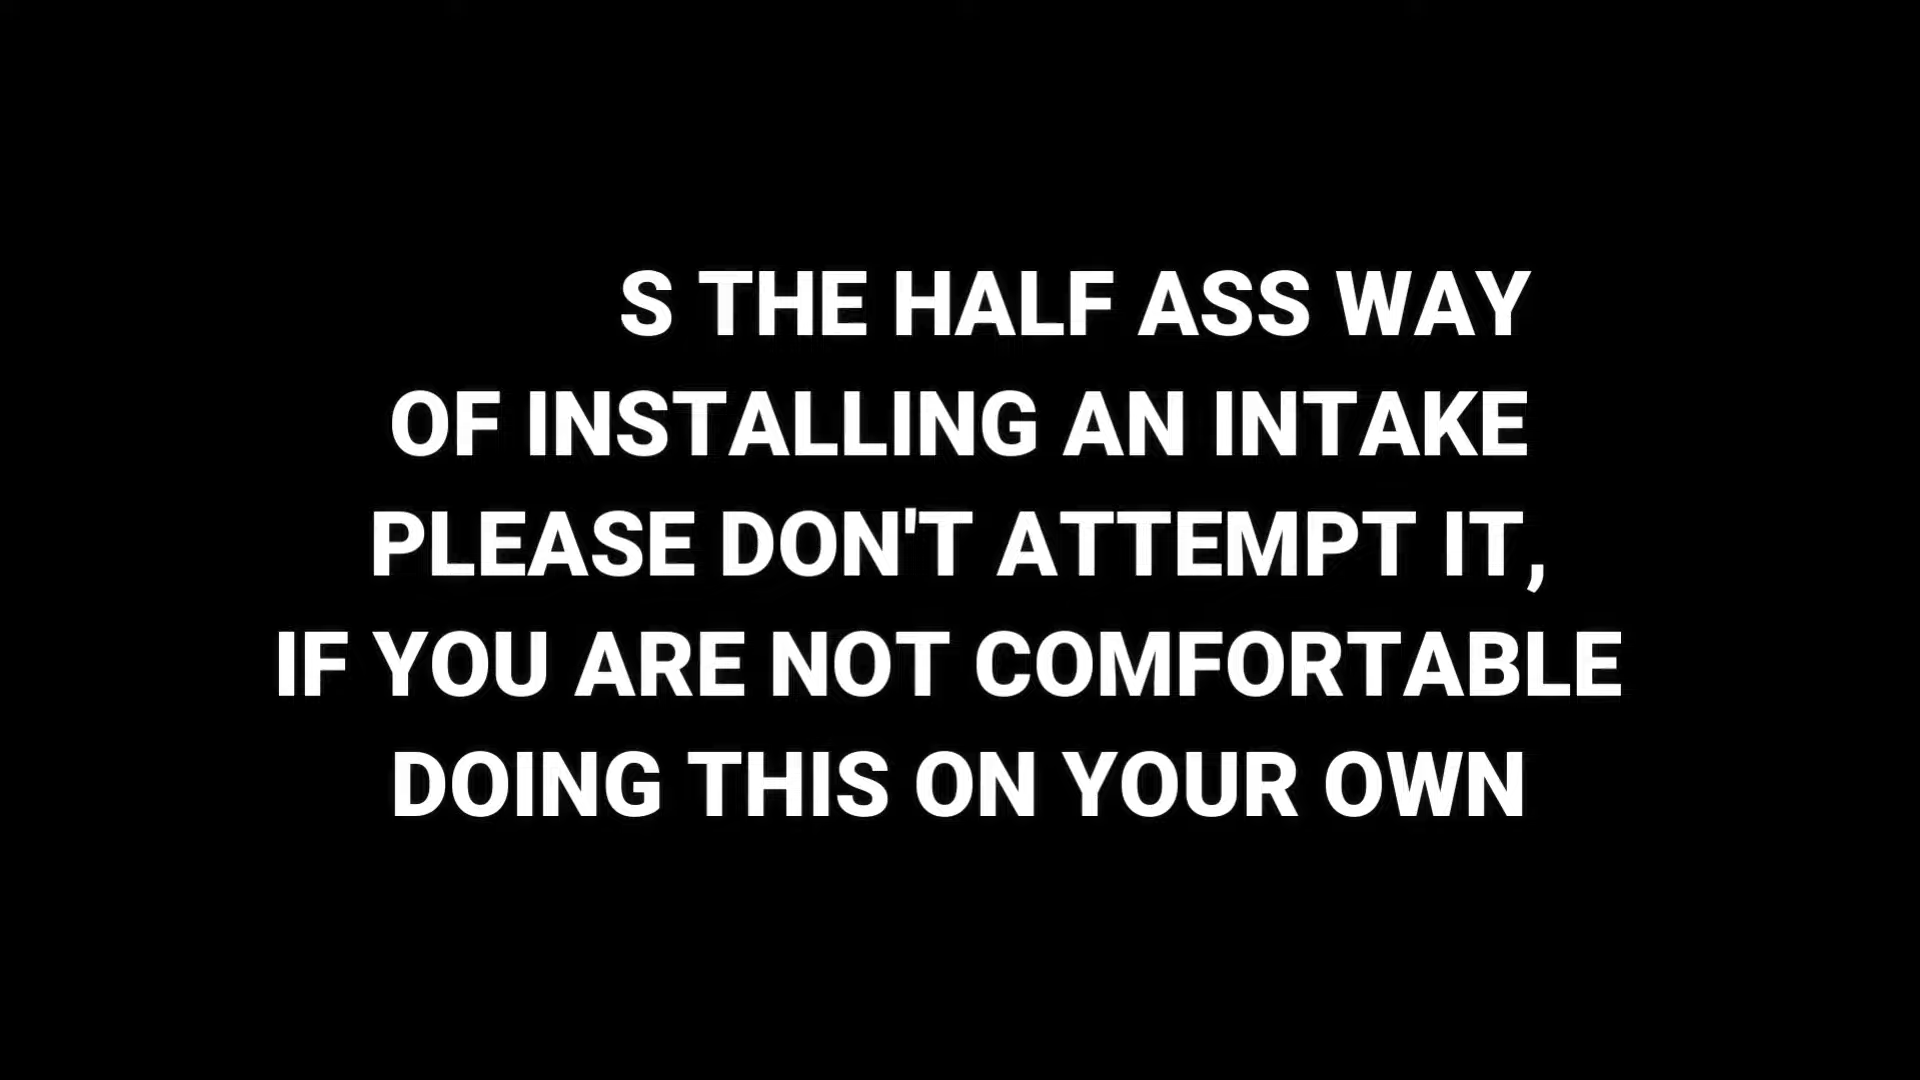 S THE HALF ASS WAY
OF INSTALLING AN INTAKE
PLEASE DON'T ATTEMPT IT,
IF YOU ARE NOT COMFORTABLE
DOING THIS ON YOUR OWN